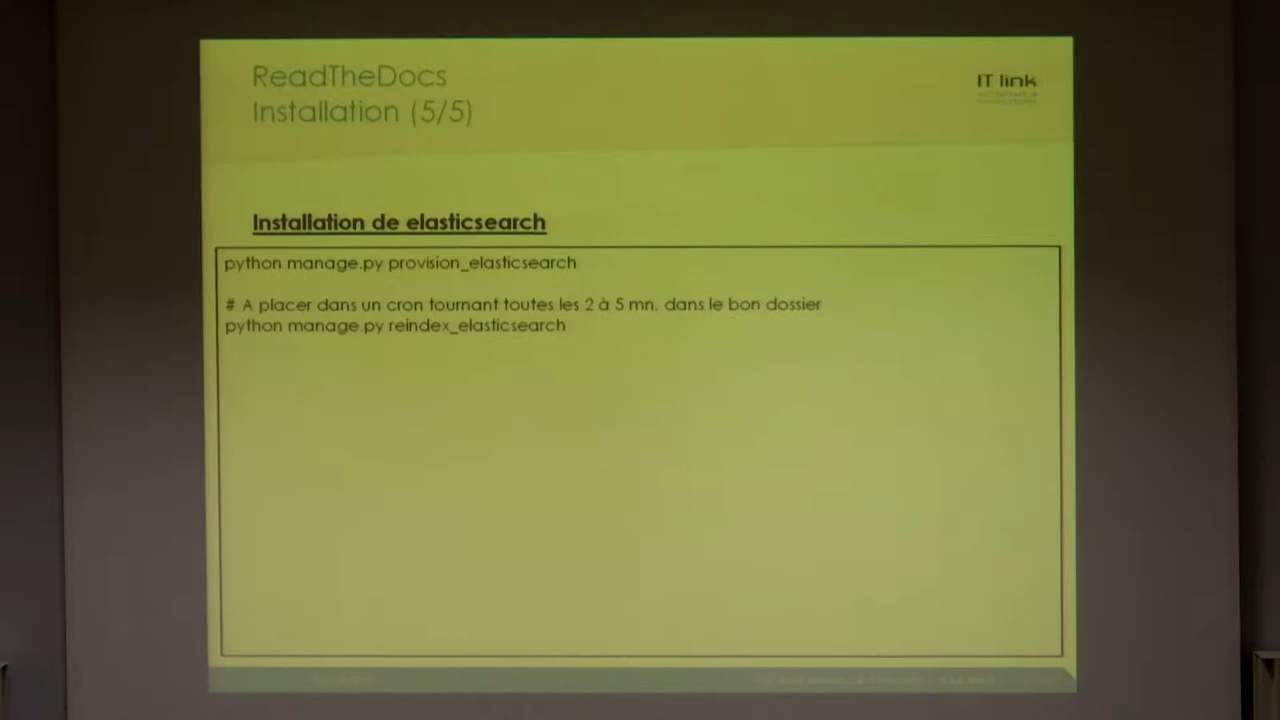 ReadTheDocs
Installation (5/5)
IT link
Installation de elasticsearch
python manage.py provision_elasticsearch
# A placer dans un cron tournant toutes les 2 à 5 mn, dans le bon dossier
python manage.py reindex_elasticsearch